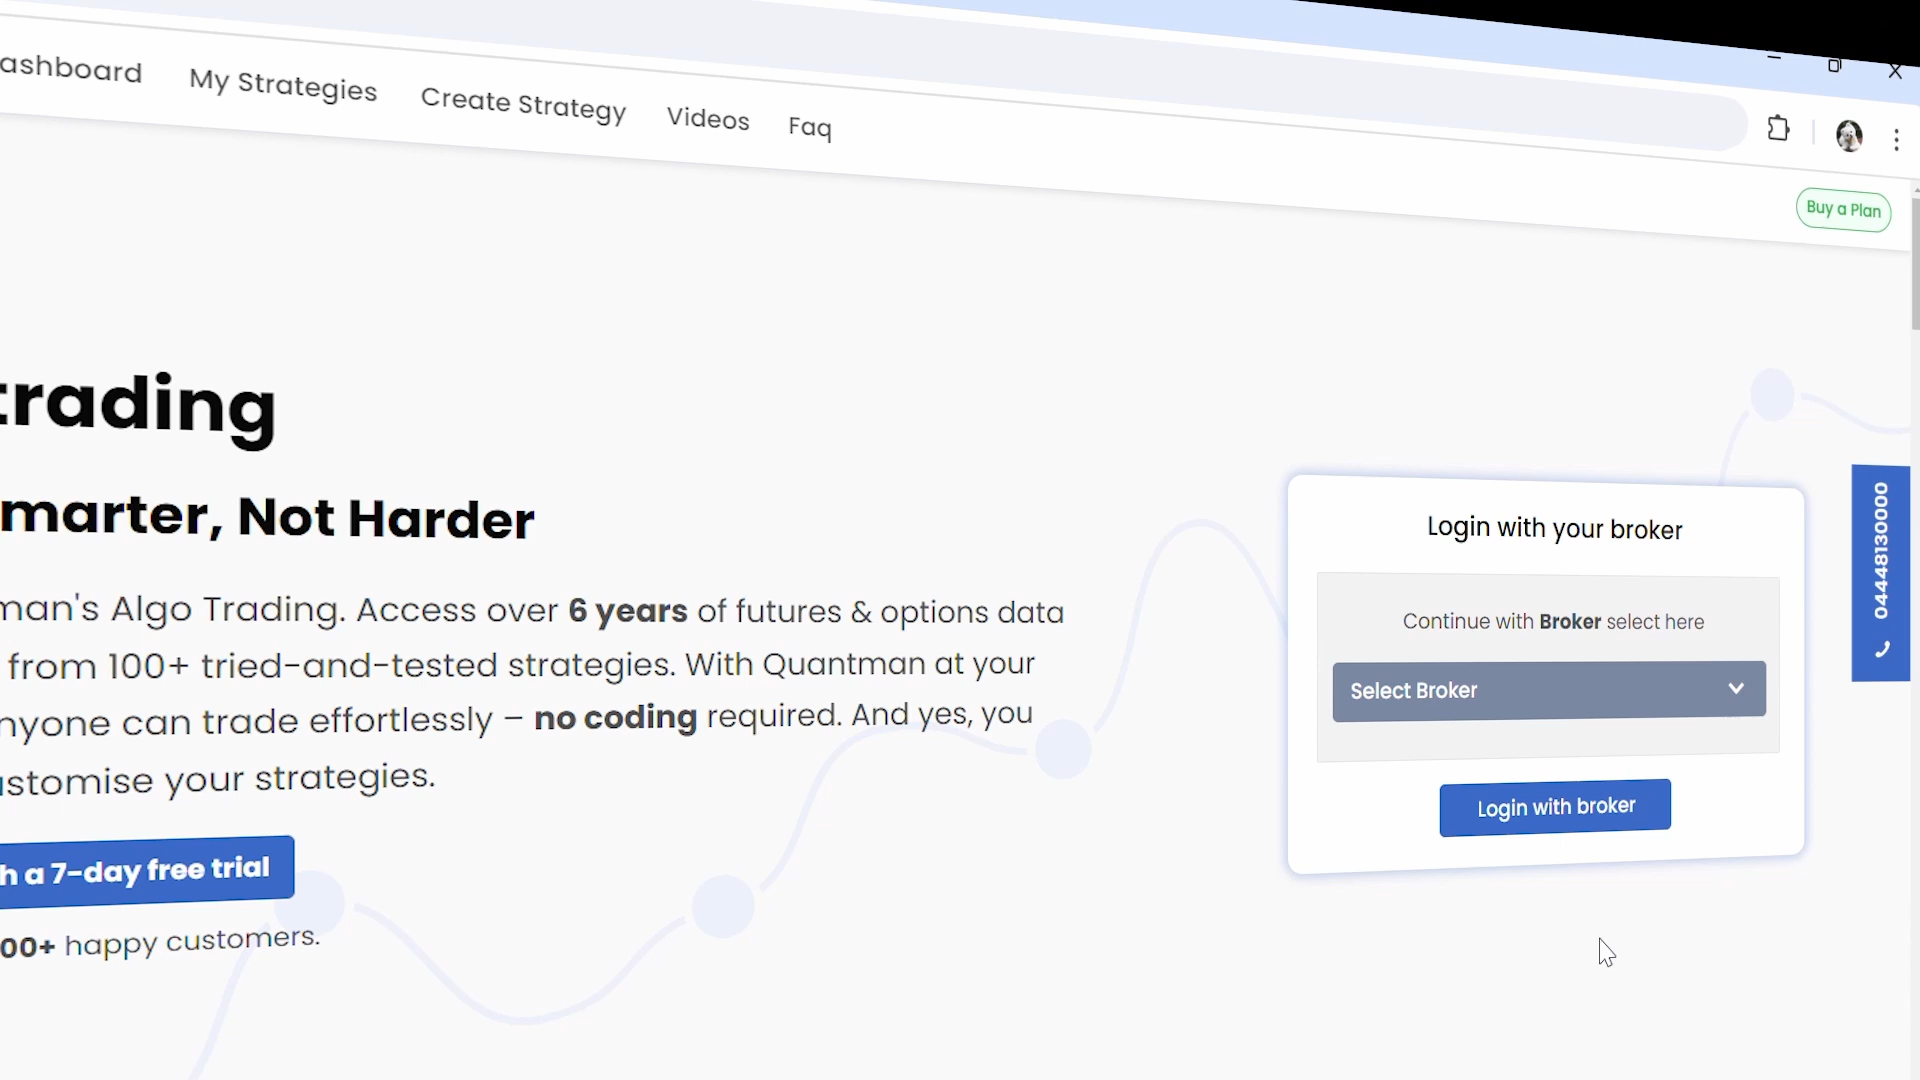 ashboard My Strategies Create Strategy Videos Faq
Buy a Plan
trading
marter, Not Harder
man's Algo Trading. Access over 6 years of futures & options data
from 100+ tried-and-tested strategies. With Quantman at your
nyone can trade effortlessly – no coding required. And yes, you
ustomise your strategies.
h a 7-day free trial
00+ happy customers.
Login with your broker
Continue with Broker select here
Select Broker
Login with broker
04448130000